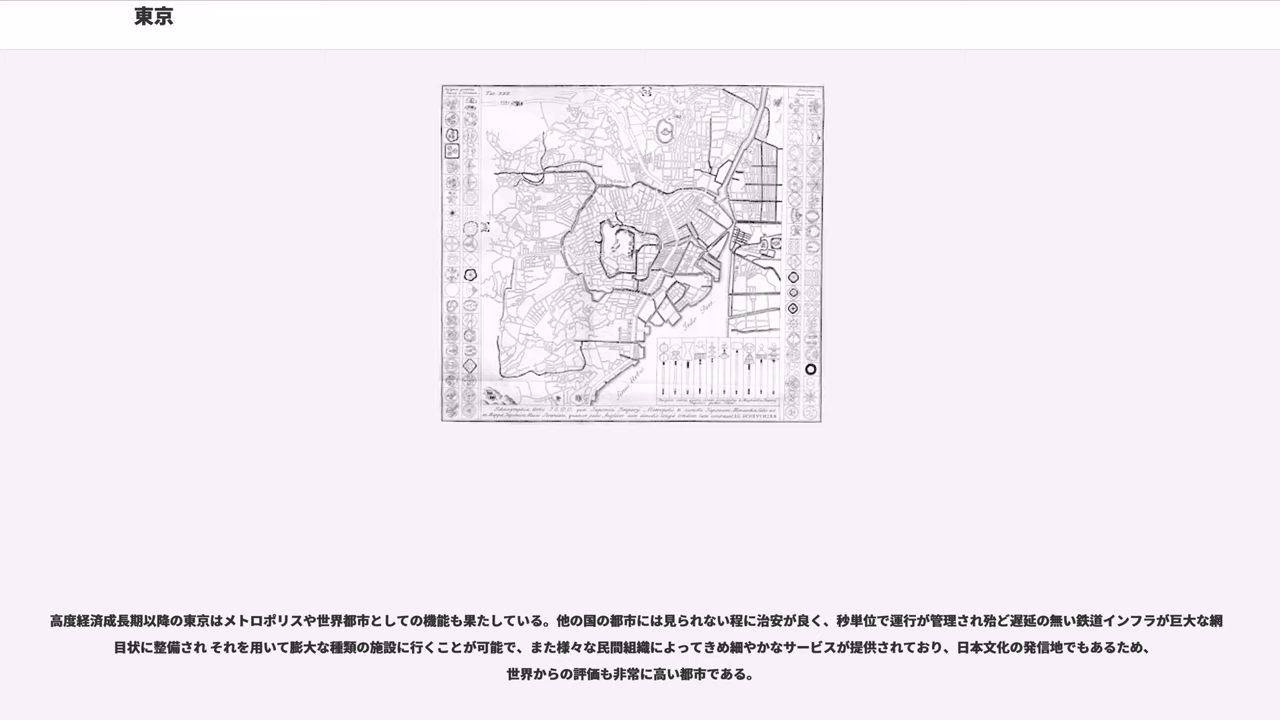 東京
高度経済成長期以降の東京はメトロポリスや世界都市としての機能も果たしている。他の国の都市には見られない程に治安が良く、秒単位で運行が管理され殆ど遅延の無い鉄道インフラが巨大な網
目状に整備され それを用いて膨大な種類の施設に行くことが可能で、また様々な民間組織によってきめ細やかなサービスが提供されており、日本文化の発信地でもあるため、
世界からの評価も非常に高い都市である。